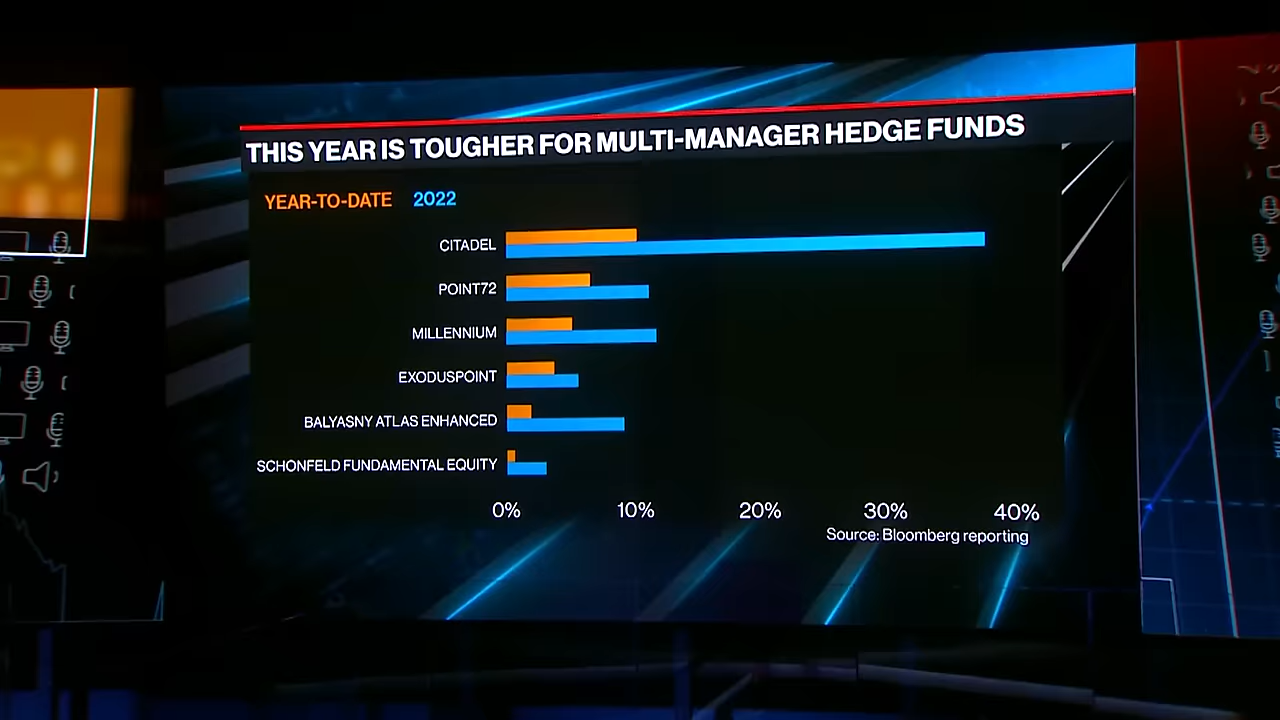 THIS YEAR IS TOUGHER FOR MULTI-MANAGER HEDGE FUNDS
YEAR-TO-DATE 2022
CITADEL
POINT72
MILLENNIUM
EXODUSPOINT
BALYASNY ATLAS ENHANCED
SCHONFELD FUNDAMENTAL EQUITY
0% 10% 20% 30% 40%
Source: Bloomberg reporting